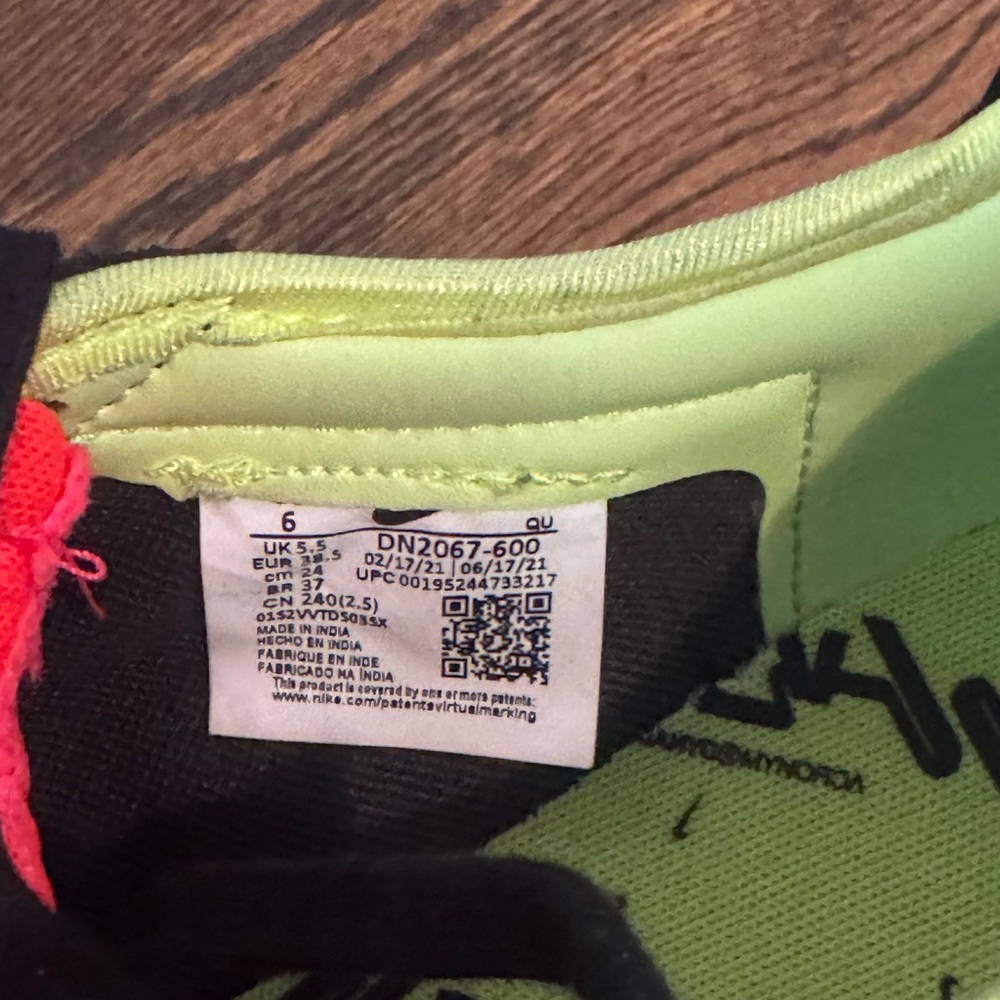 6 QU
UK 5.5
EUR 38.5
cm 24
BR 37
CN 240(2.5)
DN2067-600
02/17/21 | 06/17/21
UPC 00195244733217
MADE IN INDIA
HECHO EN INDIA
FABRIQUE EN INDE
FABRICADO NA ÍNDIA
This product is covered by one or more patents:
www.nike.com/patentsvirtualmarking